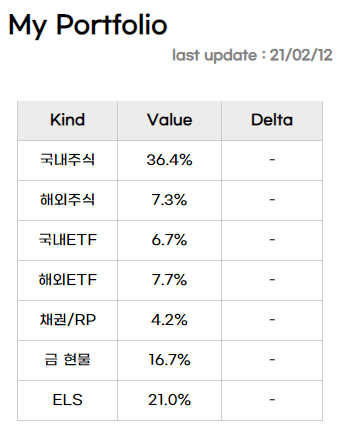 My Portfolio
last update : 21/02/12
Kind Value Delta
국내주식 36.4% -
해외주식 7.3% -
국내ETF 6.7% -
해외ETF 7.7% -
채권/RP 4.2% -
금 현물 16.7% -
ELS 21.0% -